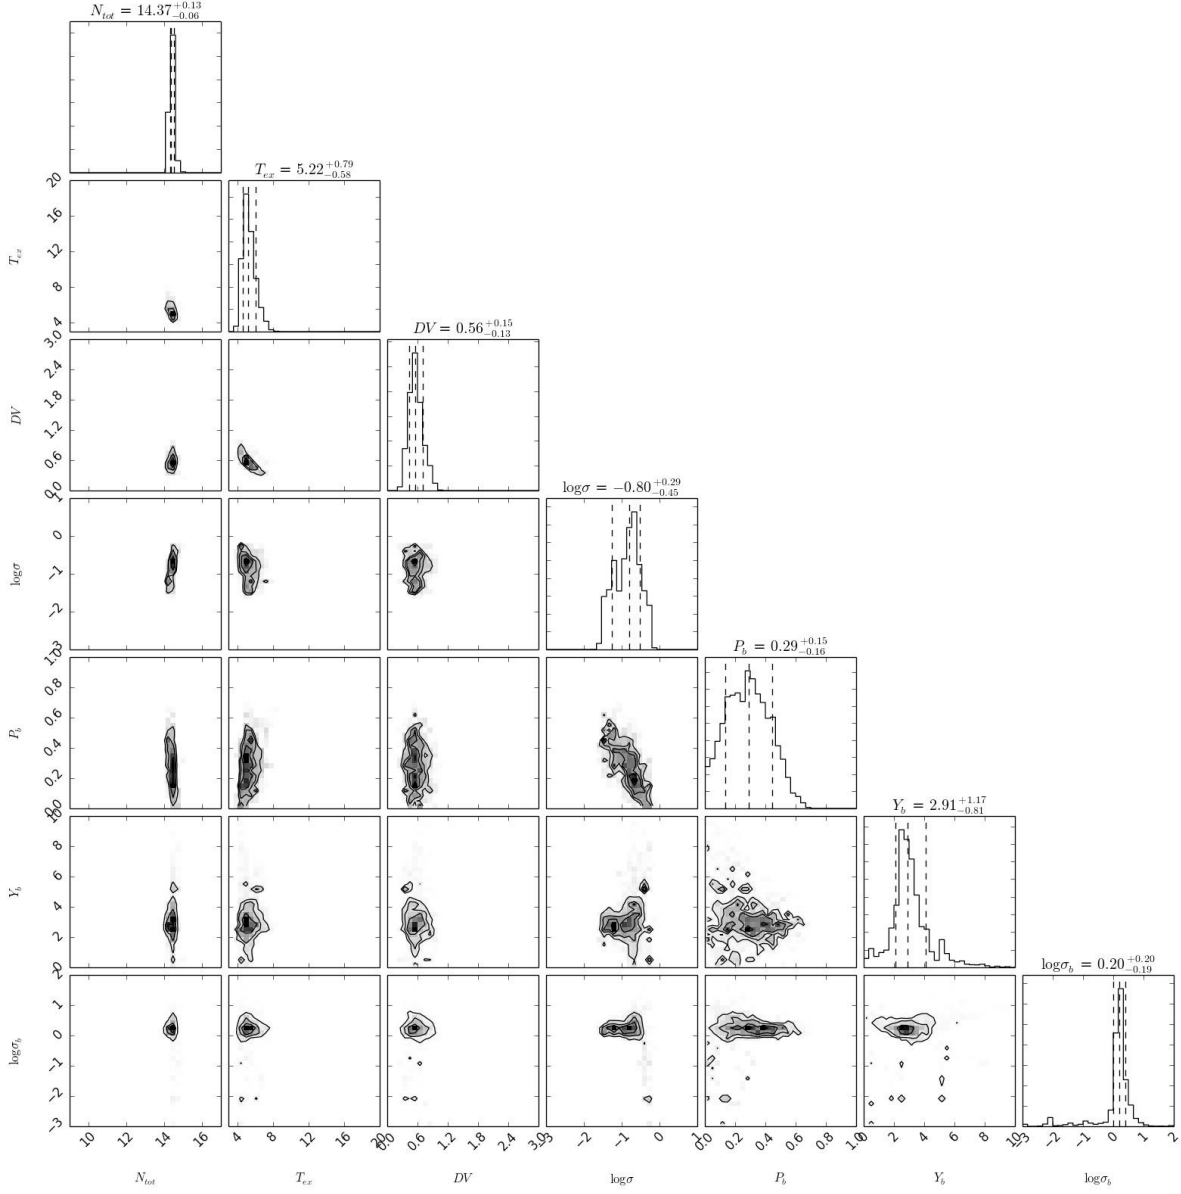 N_tot = 14.37 +0.13 −0.06
T_ex = 5.22 +0.79 −0.58
20
16
12
8
4
T_ex
DV = 0.56 +0.15 −0.13
3.0
2.4
1.8
1.2
0.6
0.0
DV
logσ = −0.80 +0.29 −0.45
1
0
−1
−2
−3
logσ
P_b = 0.29 +0.15 −0.16
1.0
0.8
0.6
0.4
0.2
0.0
P_b
Y_b = 2.91 +1.17 −0.81
10
8
6
4
2
0
Y_b
logσ_b = 0.20 +0.20 −0.19
2
1
0
−1
−2
−3
logσ_b
10 12 14 16
4 8 12 16 20
0.0 0.6 1.2 1.8 2.4 3.0
−3 −2 −1 0 1
0.0 0.2 0.4 0.6 0.8 1.0
0 2 4 6 8 10
−3 −2 −1 0 1 2
N_tot T_ex DV logσ P_b Y_b logσ_b